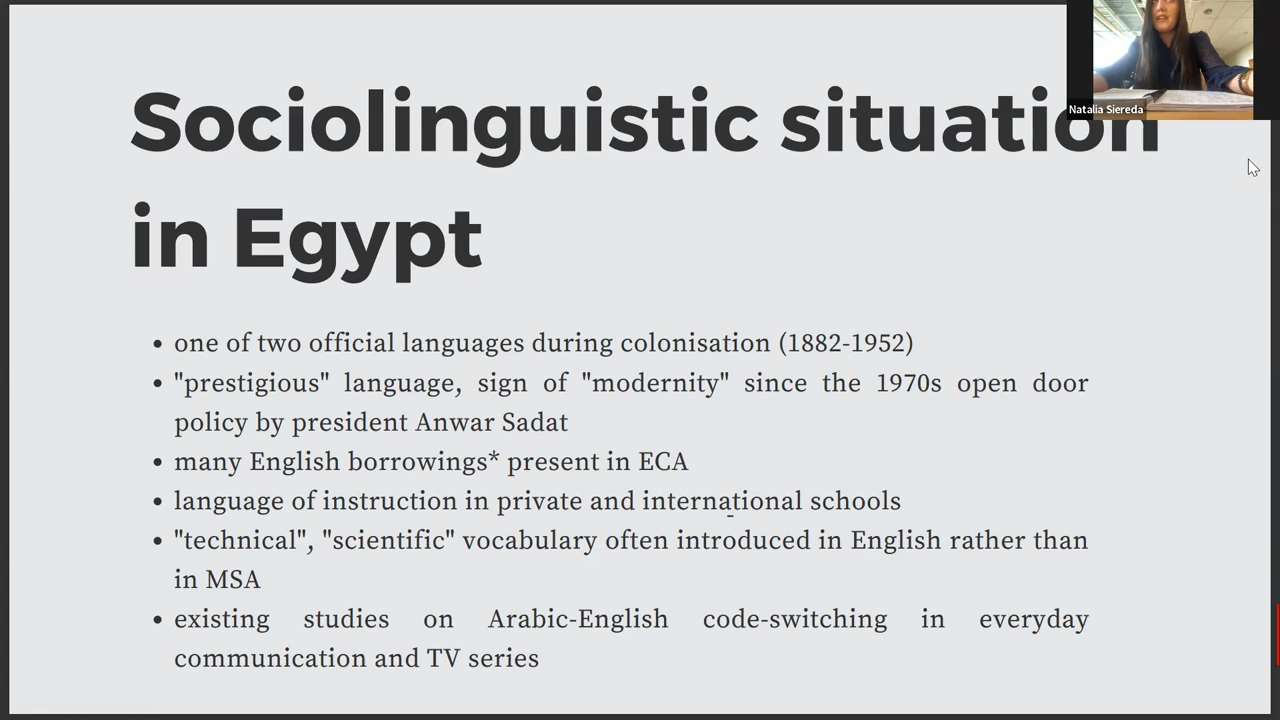 Sociolinguistic situation
in Egypt
Natalia Siereda
• one of two official languages during colonisation (1882-1952)
• "prestigious" language, sign of "modernity" since the 1970s open door
policy by president Anwar Sadat
• many English borrowings* present in ECA
• language of instruction in private and international schools
• "technical", "scientific" vocabulary often introduced in English rather than
in MSA
• existing studies on Arabic-English code-switching in everyday
communication and TV series